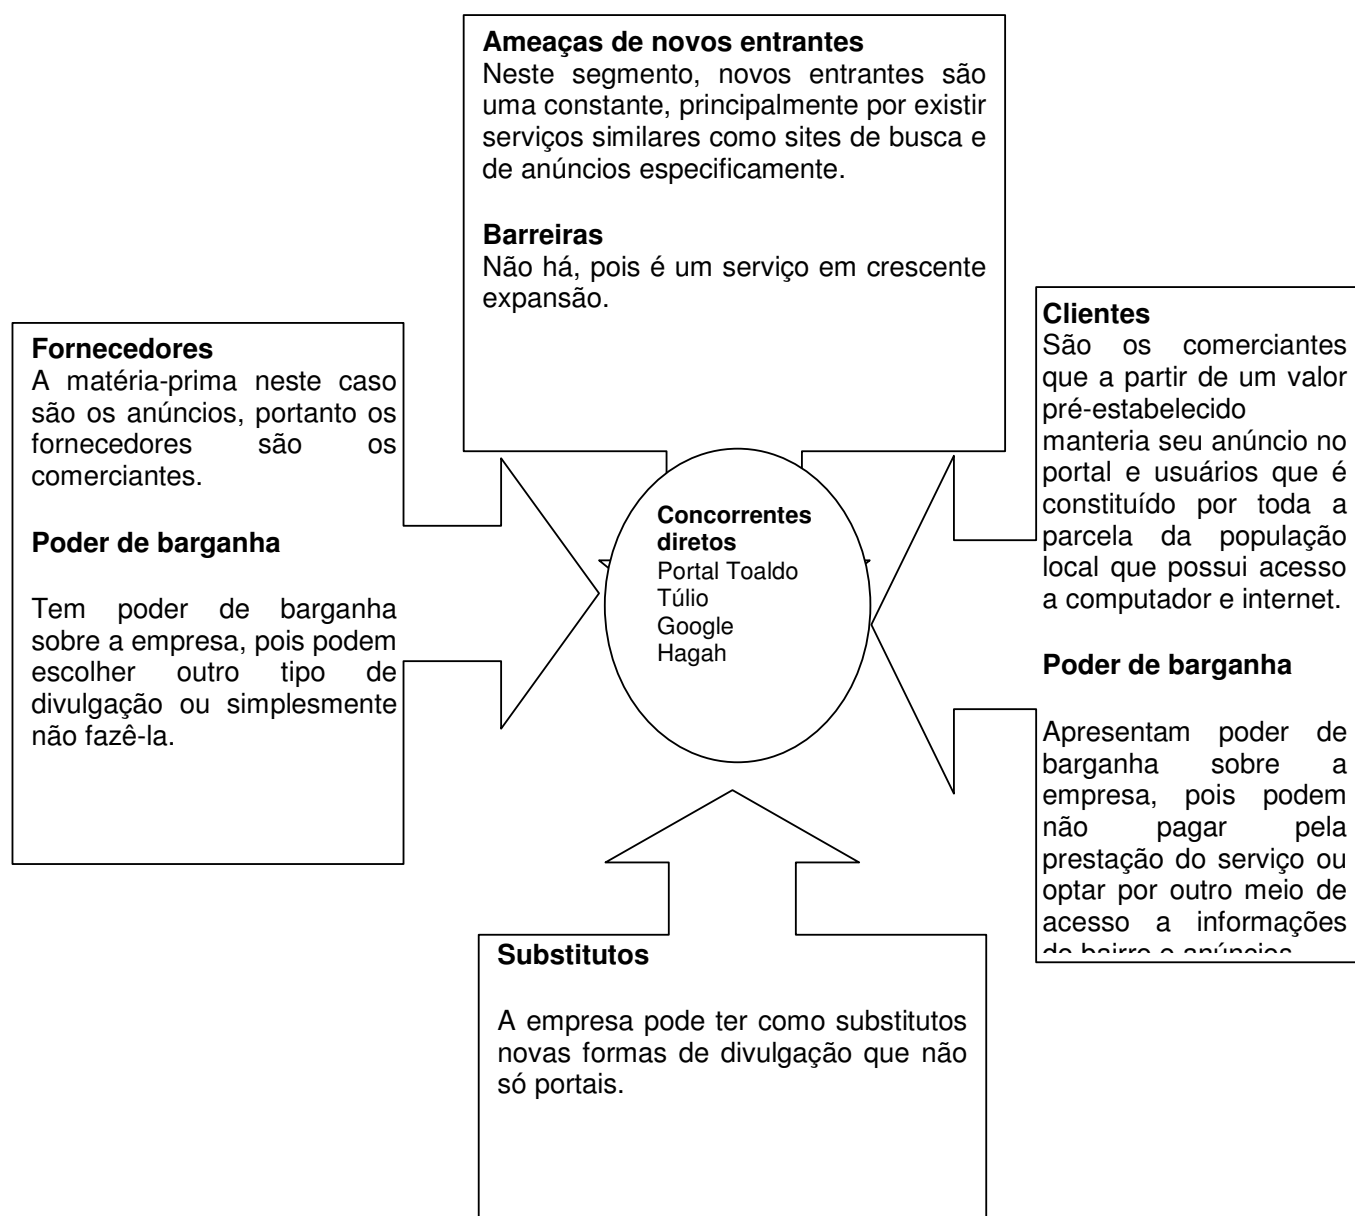 Ameaças de novos entrantes
Neste segmento, novos entrantes são
uma constante, principalmente por existir
serviços similares como sites de busca e
de anúncios especificamente.
Barreiras
Não há, pois é um serviço em crescente
expansão.
Fornecedores
A matéria-prima neste caso
são os anúncios, portanto os
fornecedores são os
comerciantes.
Poder de barganha
Tem poder de barganha
sobre a empresa, pois podem
escolher outro tipo de
divulgação ou simplesmente
não fazê-la.
Concorrentes
diretos
Portal Toaldo
Túlio
Google
Hagah
Clientes
São os comerciantes
que a partir de um valor
pré-estabelecido
manteria seu anúncio no
portal e usuários que é
constituído por toda a
parcela da população
local que possui acesso
a computador e internet.
Poder de barganha
Apresentam poder de
barganha sobre a
empresa, pois podem
não pagar pela
prestação do serviço ou
optar por outro meio de
acesso a informações
de bairro e anúncios
Substitutos
A empresa pode ter como substitutos
novas formas de divulgação que não
só portais.